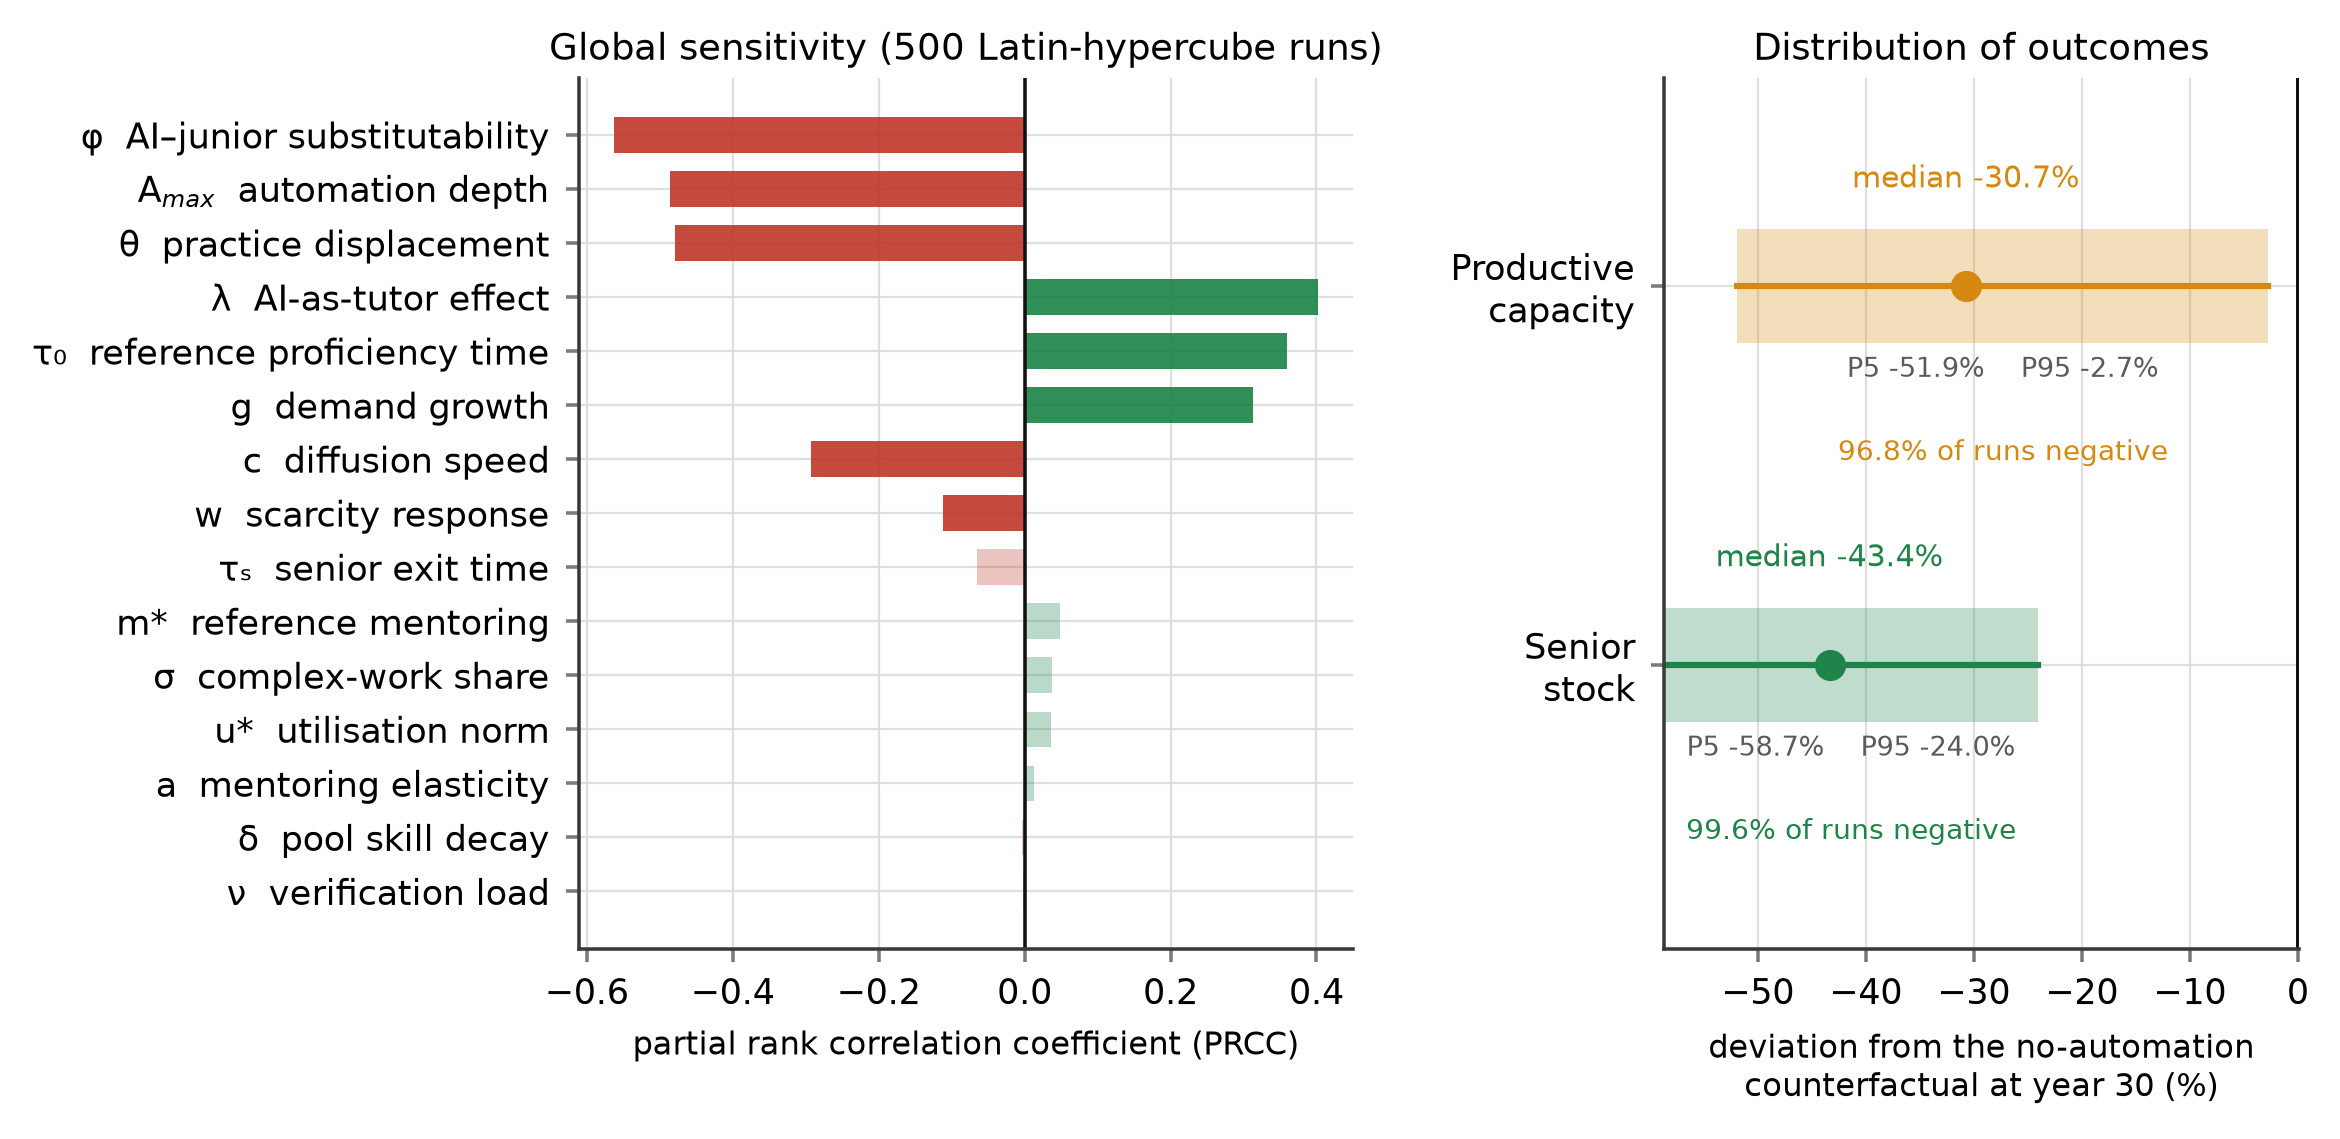 Global sensitivity (500 Latin-hypercube runs)
φ AI–junior substitutability
Amax automation depth
θ practice displacement
λ AI-as-tutor effect
τ₀ reference proficiency time
g demand growth
c diffusion speed
w scarcity response
τₛ senior exit time
m* reference mentoring
σ complex-work share
u* utilisation norm
a mentoring elasticity
δ pool skill decay
ν verification load
−0.6 −0.4 −0.2 0.0 0.2 0.4
partial rank correlation coefficient (PRCC)
Distribution of outcomes
median -30.7%
Productive
capacity
P5 -51.9% P95 -2.7%
96.8% of runs negative
median -43.4%
Senior
stock
P5 -58.7% P95 -24.0%
99.6% of runs negative
−50 −40 −30 −20 −10 0
deviation from the no-automation
counterfactual at year 30 (%)